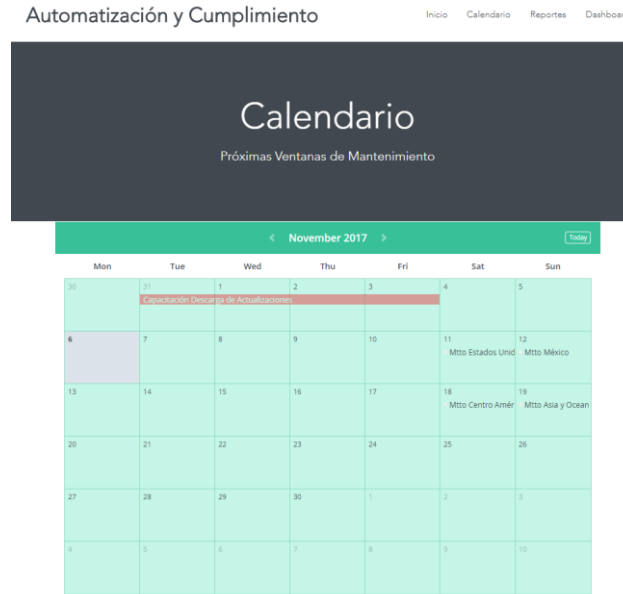 Automatización y Cumplimiento
Inicio Calendario Reportes Dashboar
Calendario
Próximas Ventanas de Mantenimiento
November 2017
Today
Mon Tue Wed Thu Fri Sat Sun
30 31 1 2 3 4 5
Capacitación Descarga de Actualizaciones
6 7 8 9 10 11 12
Mtto Estados Unid Mtto México
13 14 15 16 17 18 19
Mtto Centro Amér Mtto Asia y Ocean
20 21 22 23 24 25 26
27 28 29 30 1 2 3
4 5 6 7 8 9 10